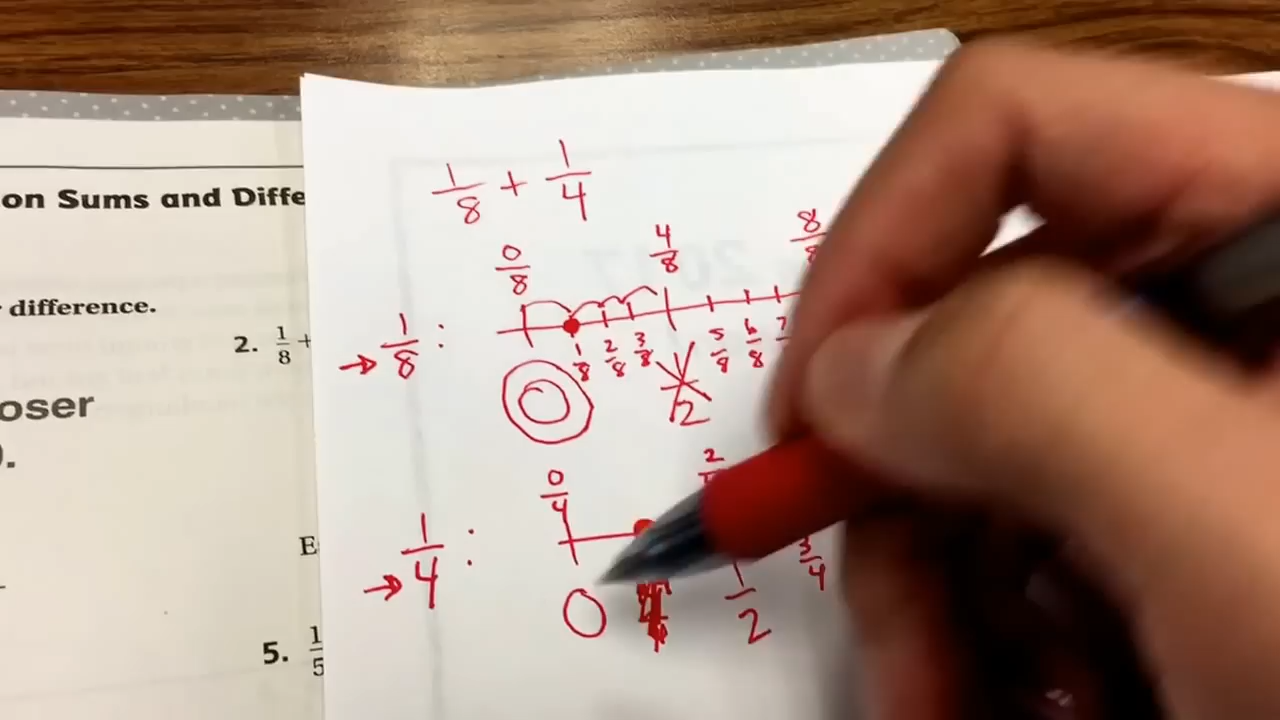 on Sums and Diffe
difference.
2. 1/8 +
oser
5. 1/5
1/8 + 1/4
0/8 4/8 8/8
1/8 :
1/8 2/8 3/8 5/8 6/8 7
0 1/2
0/4 2
1/4 :
3/4
0 1/2